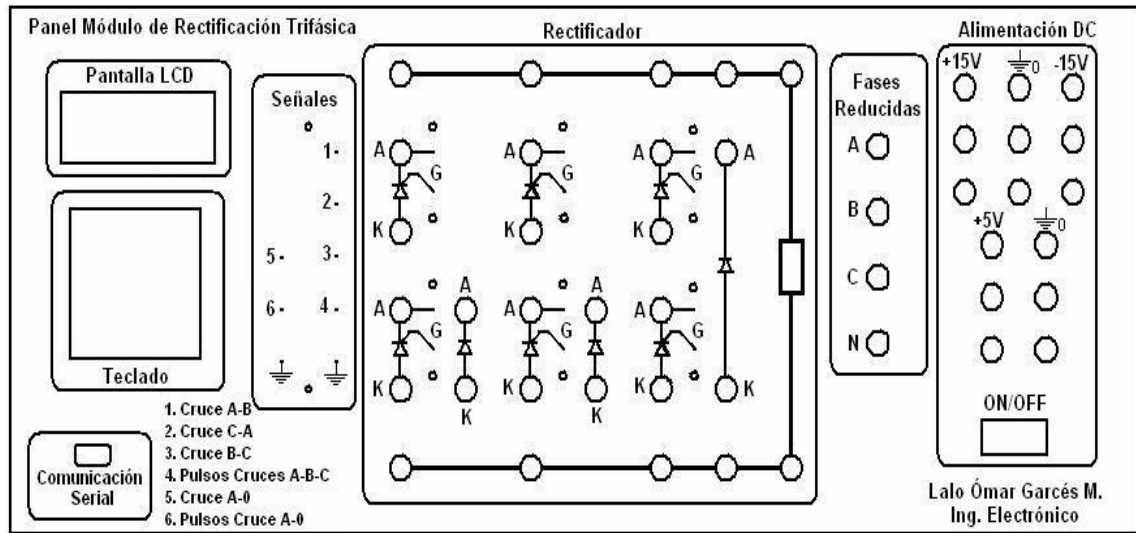 Panel Módulo de Rectificación Trifásica
Pantalla LCD
Teclado
Comunicación
Serial
Señales
1.
2.
5.
3.
6.
4.
1. Cruce A-B
2. Cruce C-A
3. Cruce B-C
4. Pulsos Cruces A-B-C
5. Cruce A-0
6. Pulsos Cruce A-0
Rectificador
A
A
A
A
G
G
G
K
K
K
A
A
A
A
A
G
G
G
K
K
K
K
K
K
Fases
Reducidas
A
B
C
N
Alimentación DC
+15V
0
-15V
+5V
0
ON/OFF
Lalo Ómar Garcés M.
Ing. Electrónico